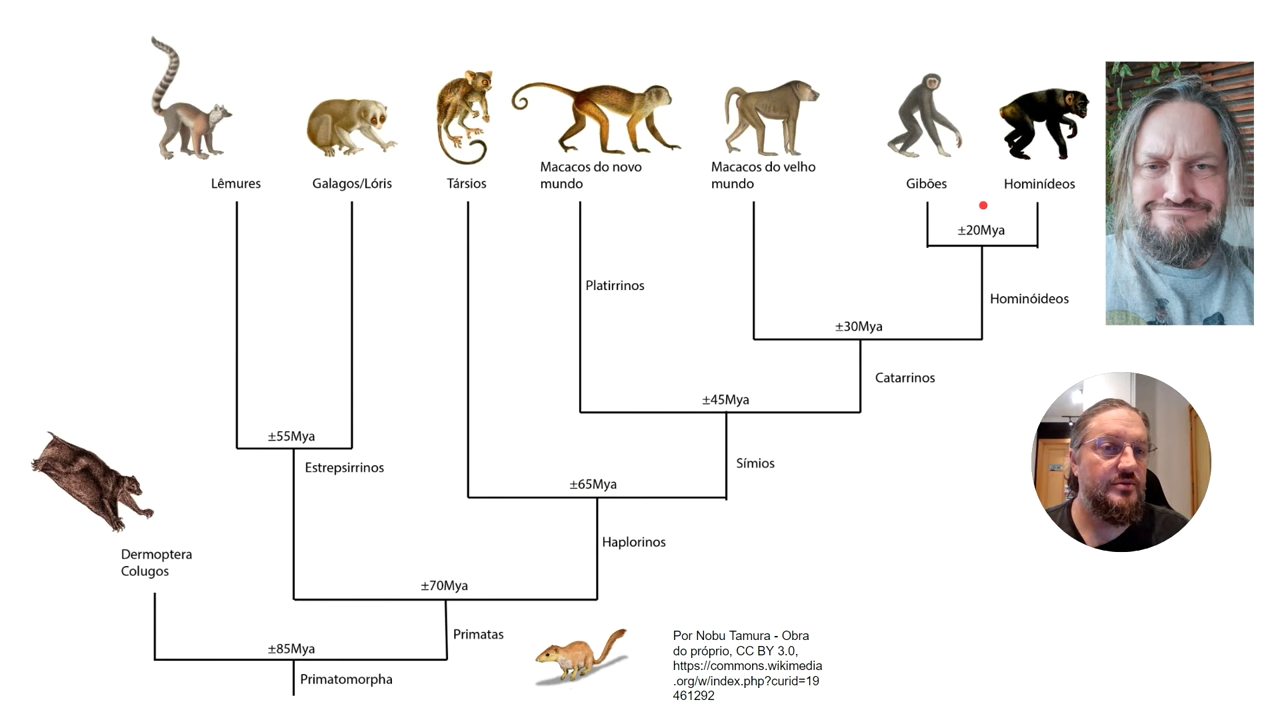 Macacos do novo
mundo
Macacos do velho
mundo
Lêmures
Galagos/Lóris
Társios
Gibões
Hominídeos
±20Mya
Platirrinos
Hominóideos
±30Mya
Catarrinos
±45Mya
±55Mya
Estrepsirrinos
Símios
±65Mya
Haplorinos
Dermoptera
Colugos
±70Mya
Primatas
±85Mya
Primatomorpha
Por Nobu Tamura - Obra
do próprio, CC BY 3.0,
https://commons.wikimedia
.org/w/index.php?curid=19
461292